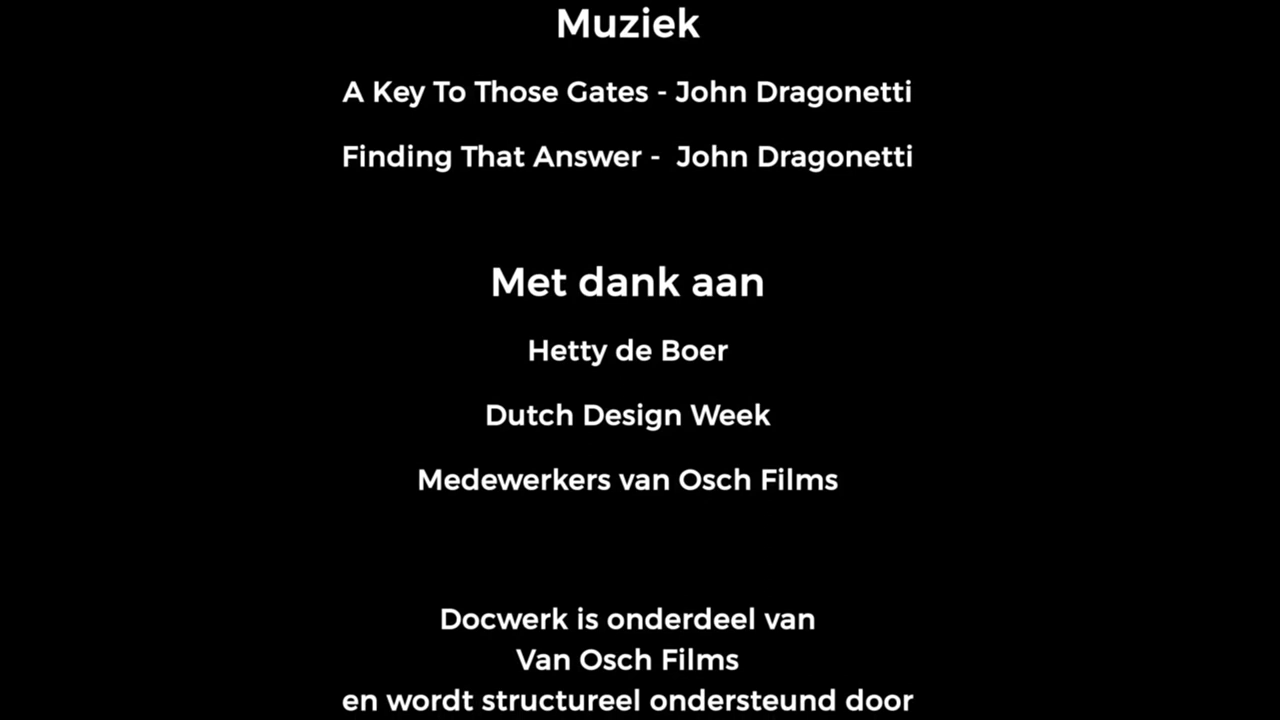 Muziek
A Key To Those Gates - John Dragonetti
Finding That Answer -  John Dragonetti
Met dank aan
Hetty de Boer
Dutch Design Week
Medewerkers van Osch Films
Docwerk is onderdeel van
Van Osch Films
en wordt structureel ondersteund door